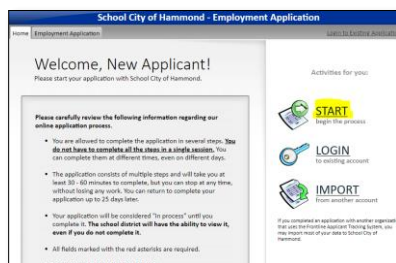 School City of Hammond - Employment Application
Home Employment Application Login to Existing Application
Welcome, New Applicant!
Please start your application with School City of Hammond.
Please carefully review the following information regarding our
online application process.
• You are allowed to complete the application in several steps. You
do not have to complete all the steps in a single session. You
can complete them at different times, even on different days.
• The application consists of multiple steps and will take you at
least 30 - 60 minutes to complete, but you can stop at any time,
without losing any work. You can return to complete your
application up to 25 days later.
• Your application will be considered "in process" until you
complete it. The school district will have the ability to view it,
even if you do not complete it.
• All fields marked with the red asterisks are required.
Activities for you:
START
begin the process
LOGIN
to existing account
IMPORT
from another account
If you completed an application with another organization
that uses the Frontline Applicant Tracking System, you
may import most of your data to School City of
Hammond.